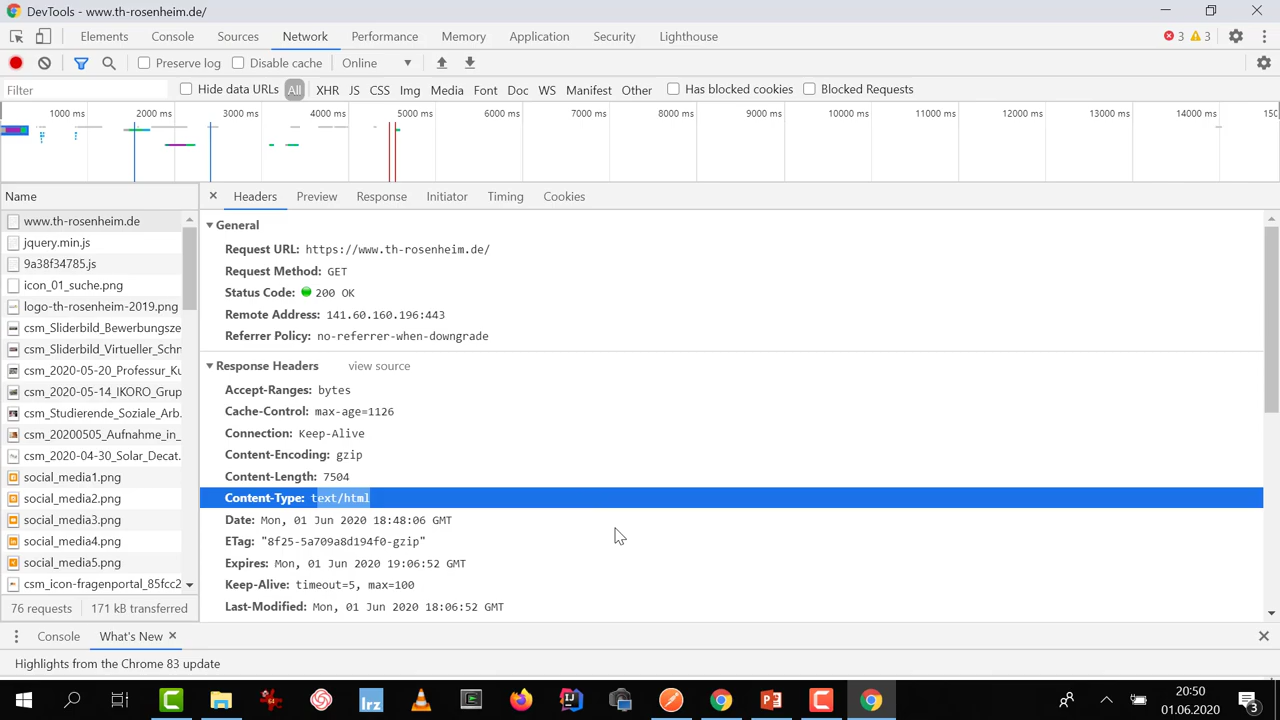 DevTools - www.th-rosenheim.de/
Elements Console Sources Network Performance Memory Application Security Lighthouse 3 3
Preserve log Disable cache Online
Filter Hide data URLs All XHR JS CSS Img Media Font Doc WS Manifest Other Has blocked cookies Blocked Requests
1000 ms 2000 ms 3000 ms 4000 ms 5000 ms 6000 ms 7000 ms 8000 ms 9000 ms 10000 ms 11000 ms 12000 ms 13000 ms 14000 ms 150
Name
www.th-rosenheim.de
jquery.min.js
9a38f34785.js
icon_01_suche.png
logo-th-rosenheim-2019.png
csm_Sliderbild_Bewerbungsze
csm_Sliderbild_Virtueller_Schn
csm_2020-05-20_Professur_Ku
csm_2020-05-14_IKORO_Grup
csm_Studierende_Soziale_Arb.
csm_20200505_Aufnahme_in_
csm_2020-04-30_Solar_Decat.
social_media1.png
social_media2.png
social_media3.png
social_media4.png
social_media5.png
csm_icon-fragenportal_85fcc2
76 requests 171 kB transferred
Headers Preview Response Initiator Timing Cookies
General
Request URL: https://www.th-rosenheim.de/
Request Method: GET
Status Code: 200 OK
Remote Address: 141.60.160.196:443
Referrer Policy: no-referrer-when-downgrade
Response Headers view source
Accept-Ranges: bytes
Cache-Control: max-age=1126
Connection: Keep-Alive
Content-Encoding: gzip
Content-Length: 7504
Content-Type: text/html
Date: Mon, 01 Jun 2020 18:48:06 GMT
ETag: "8f25-5a709a8d194f0-gzip"
Expires: Mon, 01 Jun 2020 19:06:52 GMT
Keep-Alive: timeout=5, max=100
Last-Modified: Mon, 01 Jun 2020 18:06:52 GMT
Console What's New
Highlights from the Chrome 83 update
lrz
20:50
01.06.2020
3